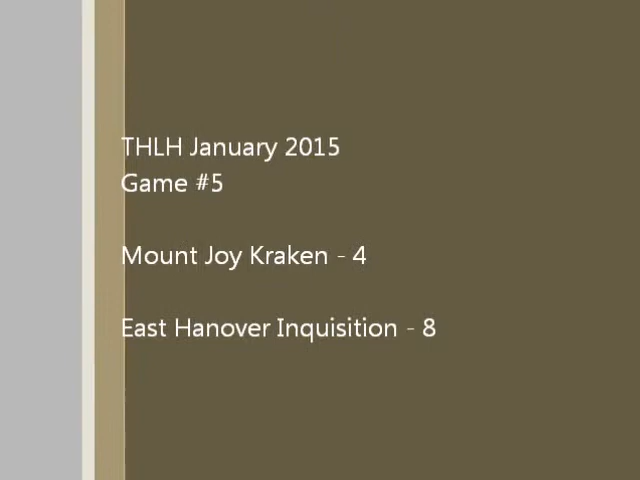 THLH January 2015
Game #5
Mount Joy Kraken - 4
East Hanover Inquisition - 8